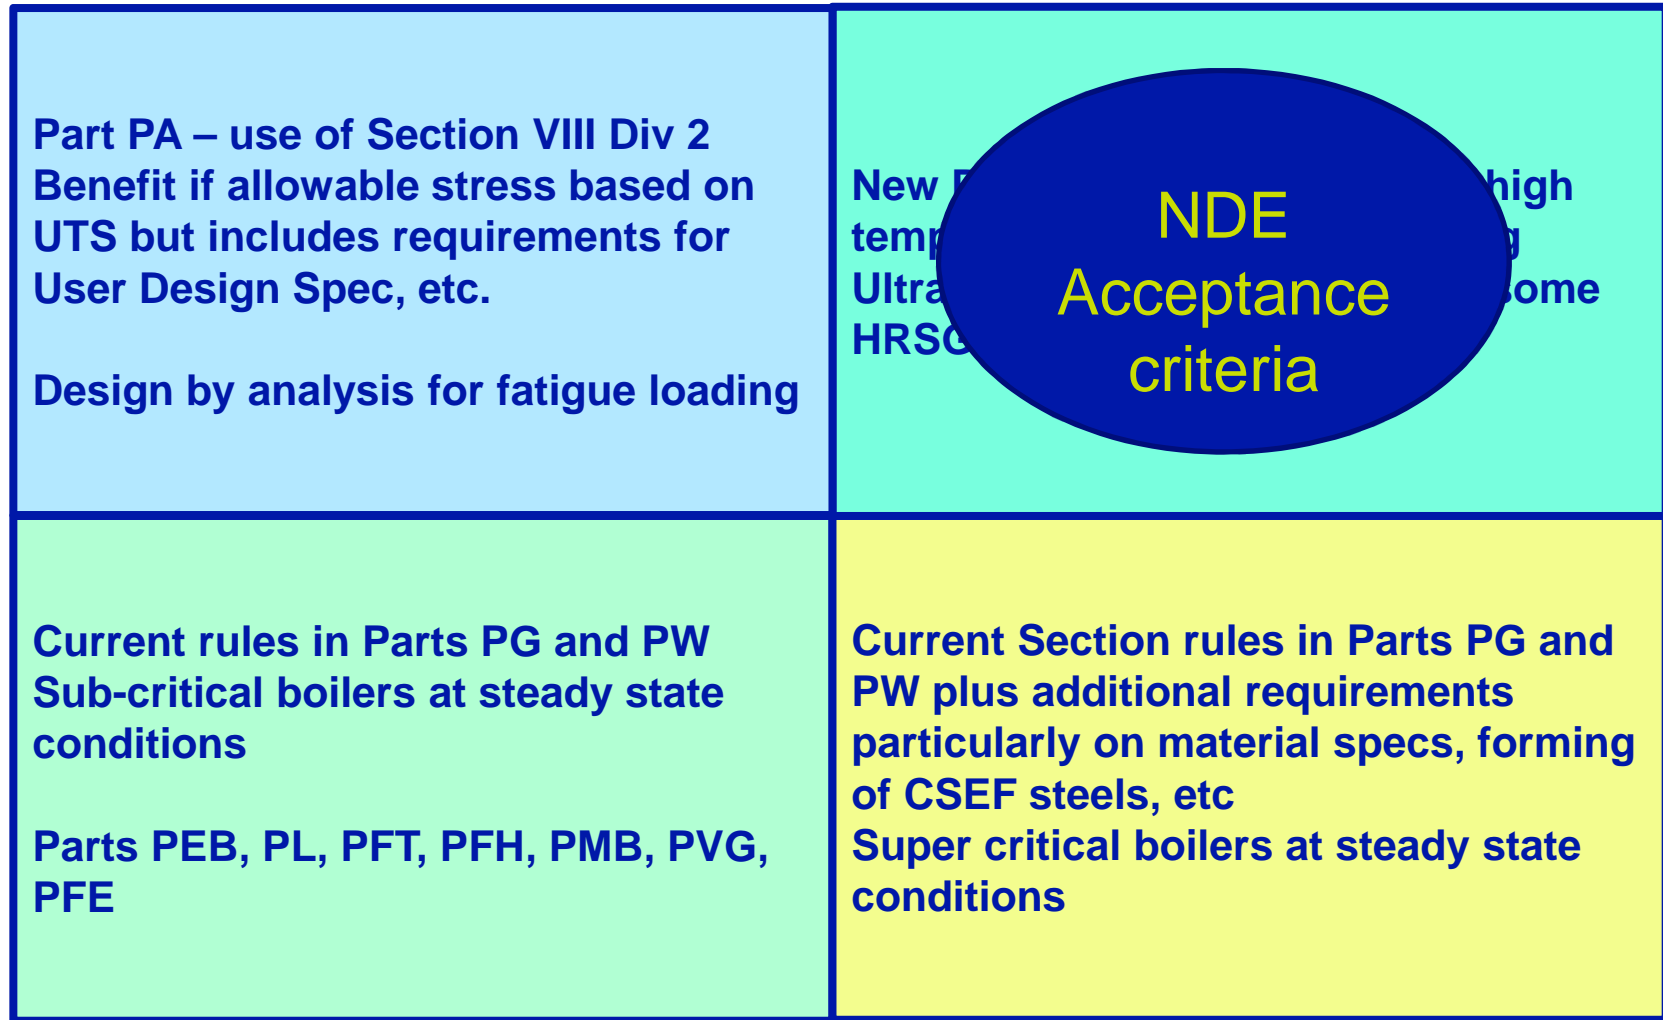 Part PA – use of Section VIII Div 2
Benefit if allowable stress based on
UTS but includes requirements for
User Design Spec, etc.
Design by analysis for fatigue loading
New high
some
NDE
Acceptance
criteria
Current rules in Parts PG and PW
Sub-critical boilers at steady state
conditions
Parts PEB, PL, PFT, PFH, PMB, PVG,
PFE
Current Section rules in Parts PG and
PW plus additional requirements
particularly on material specs, forming
of CSEF steels, etc
Super critical boilers at steady state
conditions